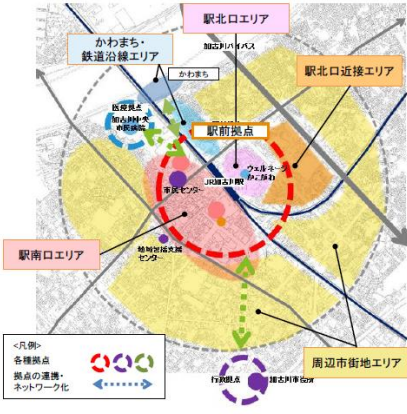 駅北口エリア
かわまち・
鉄道沿線エリア
加古川バイパス
かわまち
駅北口近接エリア
医療拠点
加古川中央
市民病院
駅前拠点
ウェルネージ
かこがわ
JR加古川駅
市民センター
地域包括支援
センター
駅南口エリア
周辺市街地エリア
<凡例>
各種拠点
拠点の連携・
ネットワーク化
行政拠点
加古川市役所